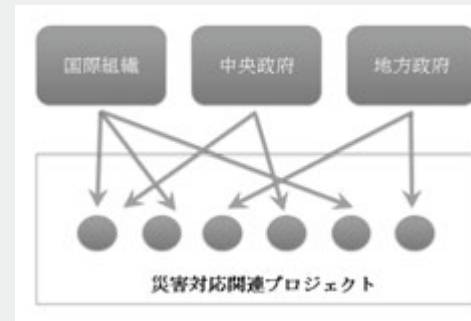 国際組織
中央政府
地方政府
災害対応関連プロジェクト